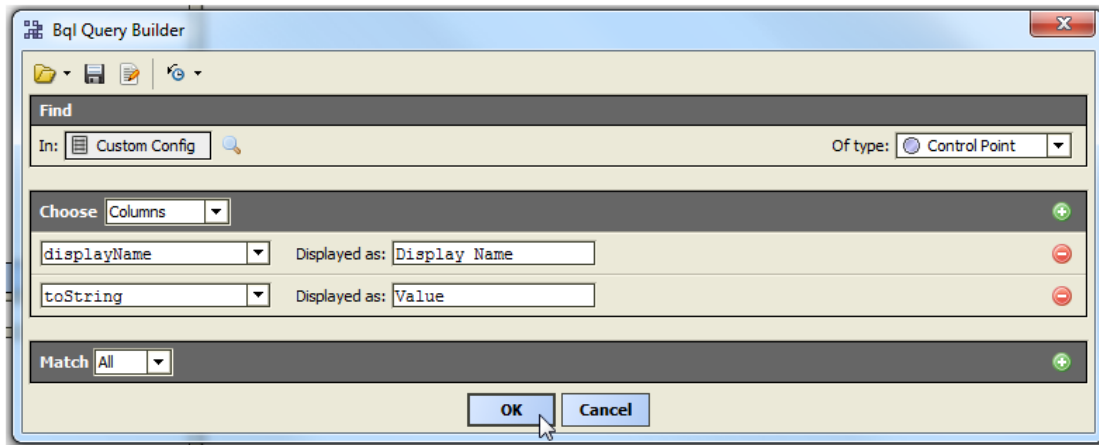 Bql Query Builder
Find
In: Custom Config Of type: Control Point
Choose Columns
displayName Displayed as: Display Name
toString Displayed as: Value
Match All
OK Cancel